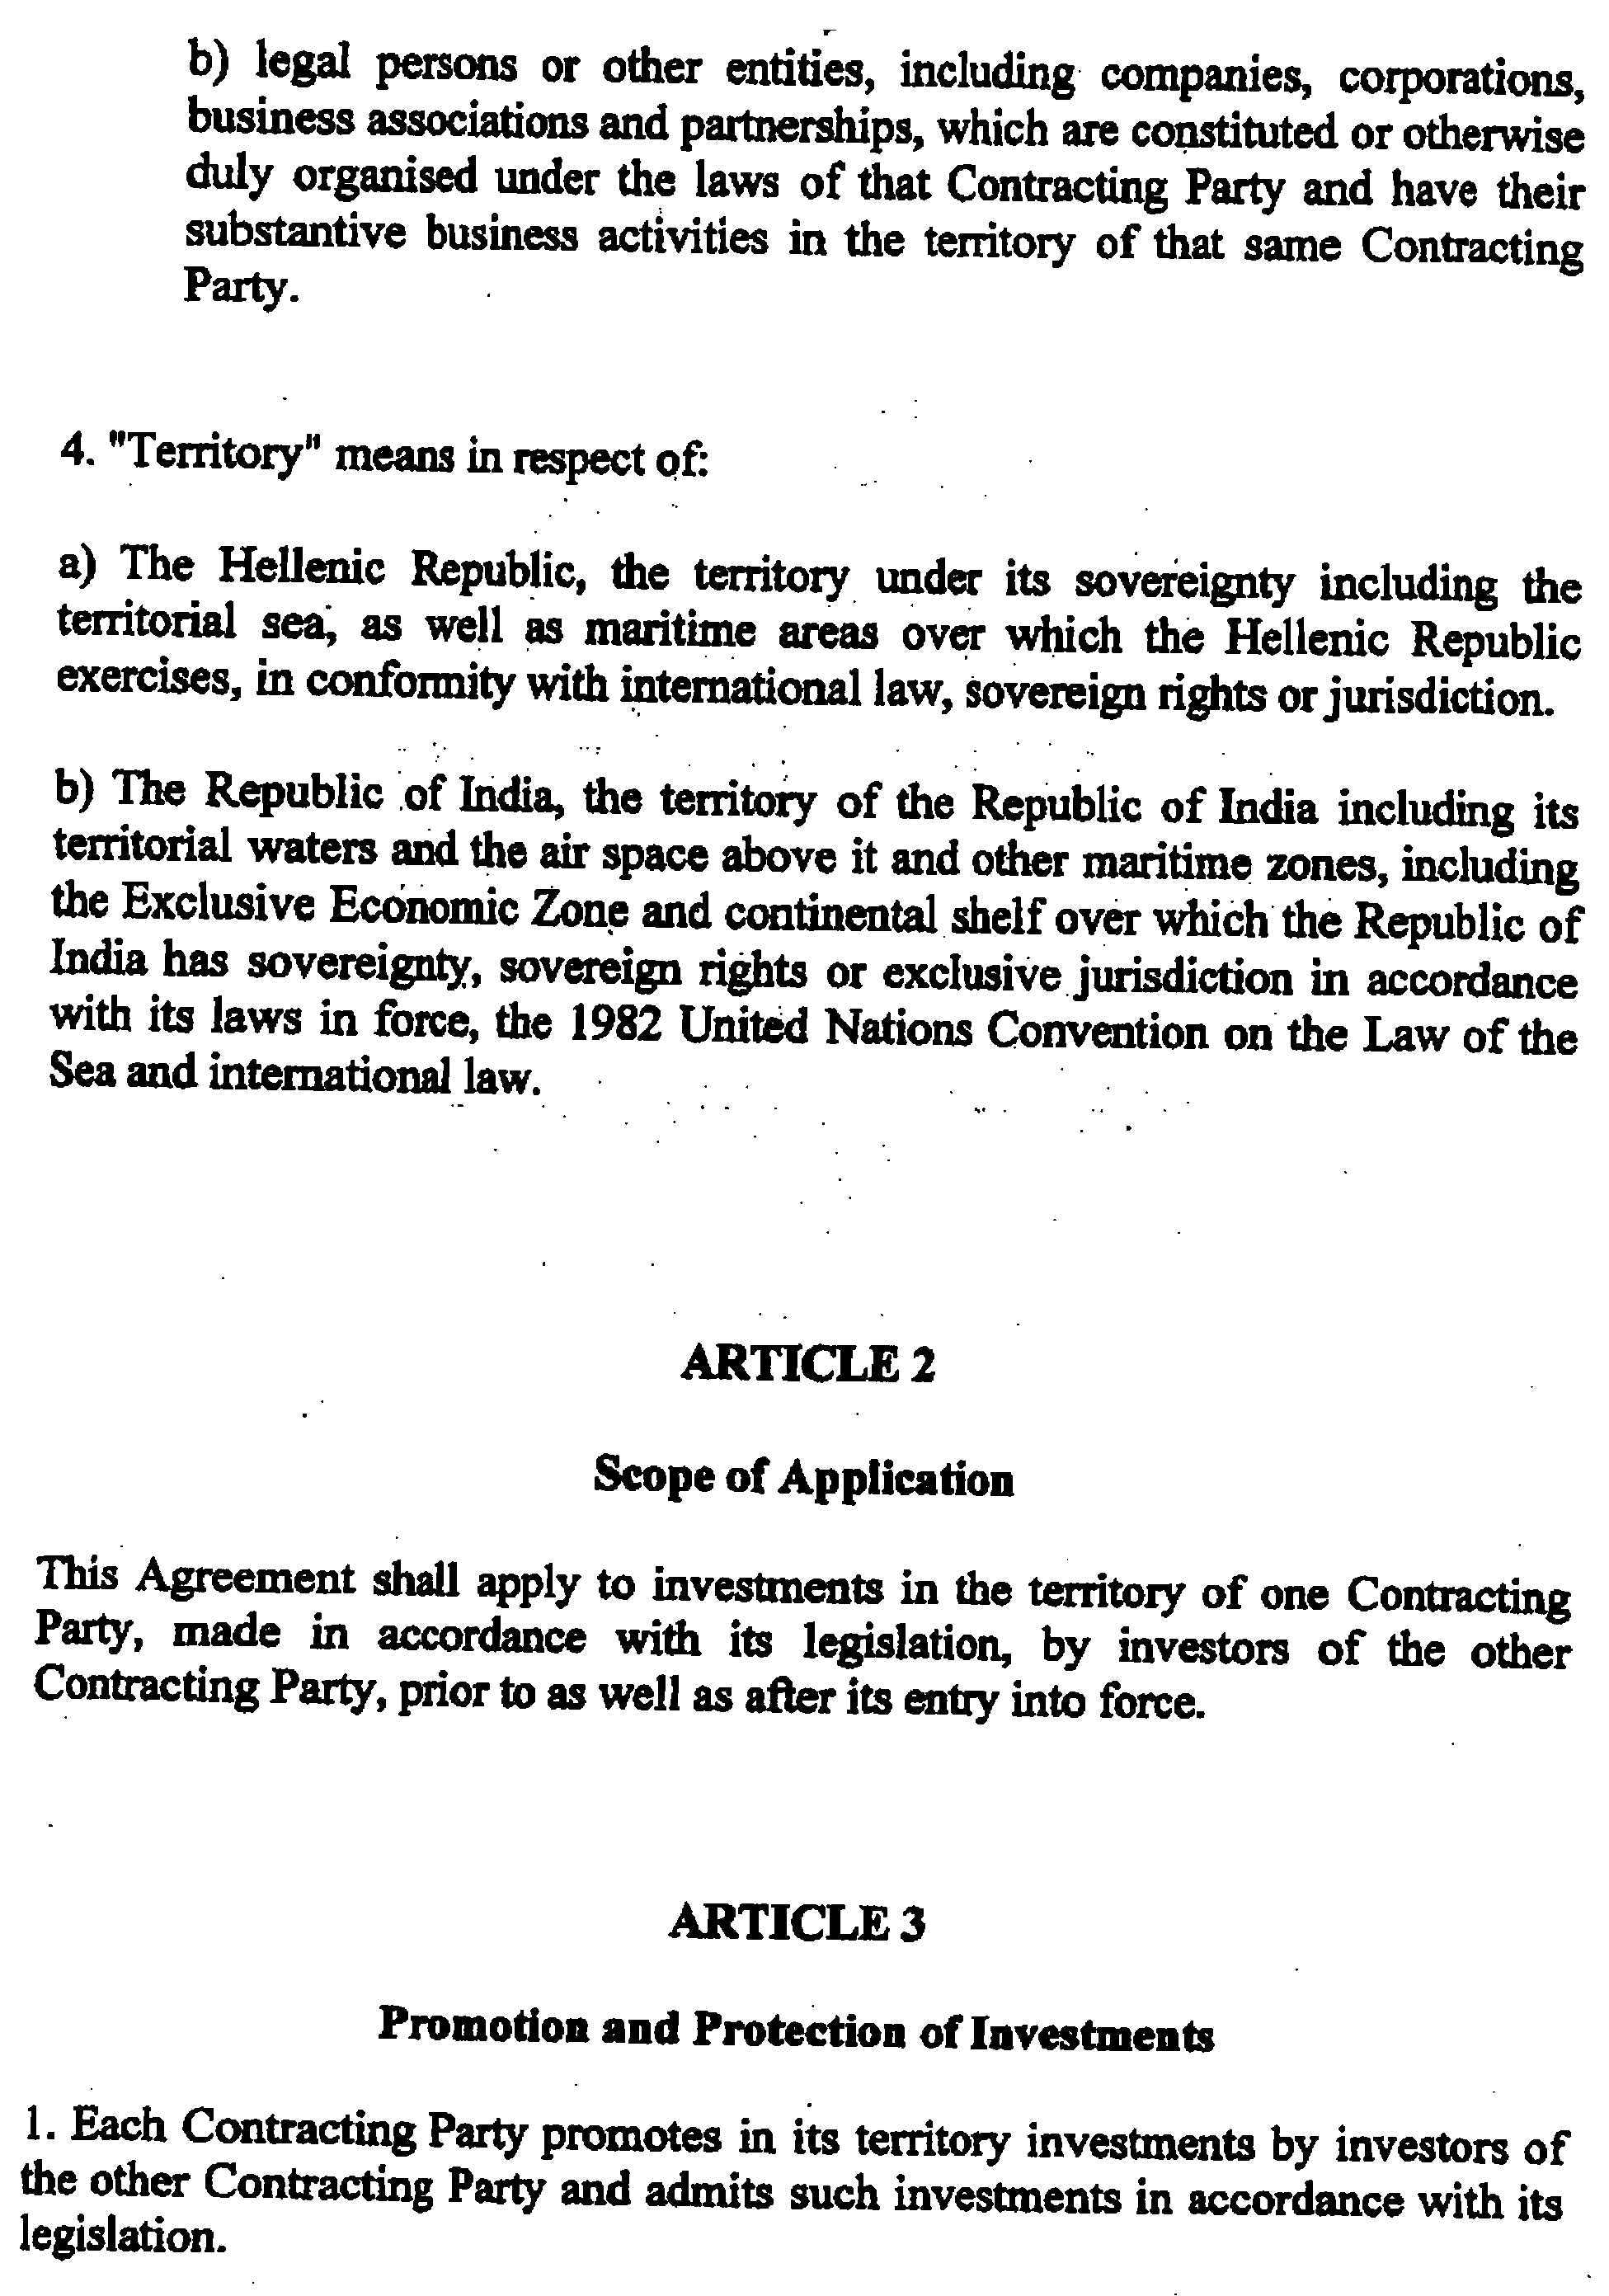 b) legal persons or other entities, including companies, corporations,
business associations and partnerships, which are constituted or otherwise
duly organised under the laws of that Contracting Party and have their
substantive business activities in the territory of that same Contracting
Party.
4. "Territory" means in respect of:
a) The Hellenic Republic, the territory under its sovereignty including the
territorial sea, as well as maritime areas over which the Hellenic Republic
exercises, in conformity with international law, sovereign rights or jurisdiction.
b) The Republic of India, the territory of the Republic of India including its
territorial waters and the air space above it and other maritime zones, including
the Exclusive Economic Zone and continental shelf over which the Republic of
India has sovereignty, sovereign rights or exclusive jurisdiction in accordance
with its laws in force, the 1982 United Nations Convention on the Law of the
Sea and international law.
ARTICLE 2
Scope of Application
This Agreement shall apply to investments in the territory of one Contracting
Party, made in accordance with its legislation, by investors of the other
Contracting Party, prior to as well as after its entry into force.
ARTICLE 3
Promotion and Protection of Investments
1. Each Contracting Party promotes in its territory investments by investors of
the other Contracting Party and admits such investments in accordance with its
legislation.